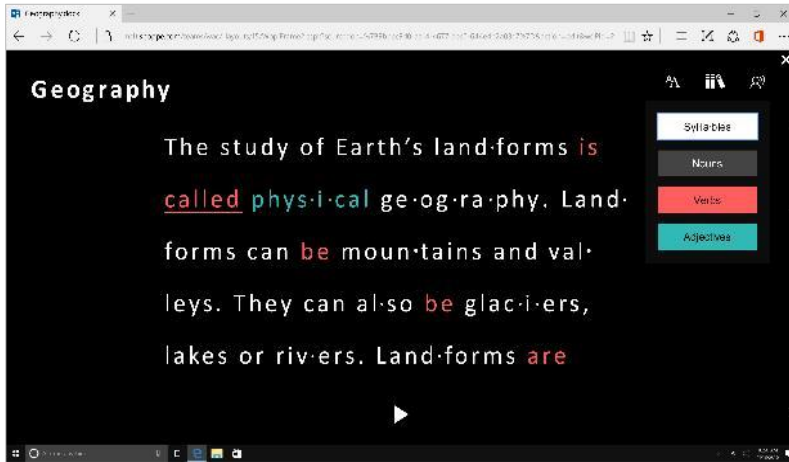 Geography.docx
Geography
The study of Earth's land·forms is
called phys·i·cal ge·og·ra·phy. Land·
forms can be moun·tains and val·
leys. They can al·so be glac·i·ers,
lakes or riv·ers. Land·forms are
Syllables
Nouns
Verbs
Adjectives